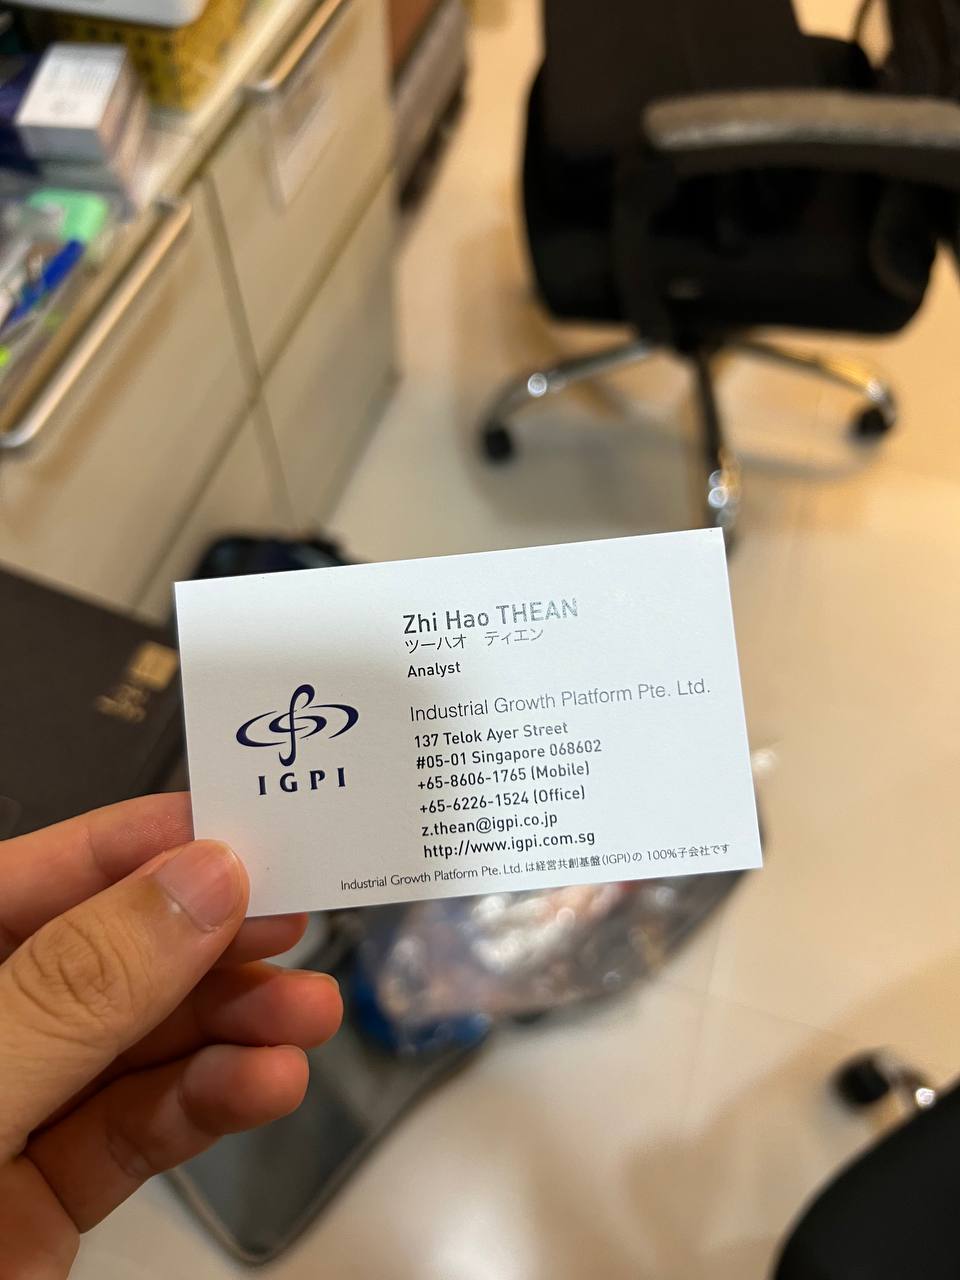 Zhi Hao THEAN
ツーハオ ティエン
Analyst
Industrial Growth Platform Pte. Ltd.
137 Telok Ayer Street
#05-01 Singapore 068602
+65-8606-1765 (Mobile)
+65-6226-1524 (Office)
z.thean@igpi.co.jp
http://www.igpi.com.sg
IGPI
Industrial Growth Platform Pte. Ltd. は経営共創基盤(IGPI)の 100%子会社です